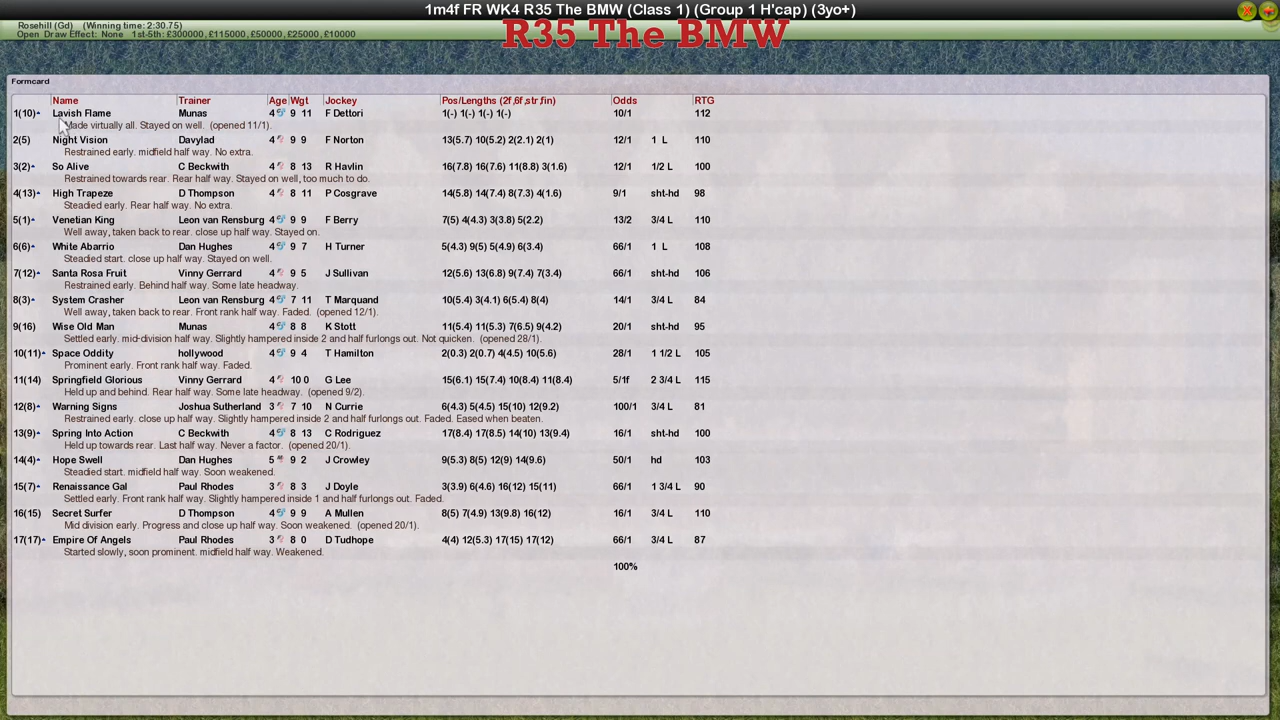 1m4f FR WK4 R35 The BMW (Class 1) (Group 1 H'cap) (3yo+)
Rosehill (Gd) (Winning time: 2:30.75)
Open Draw Effect: None 1st-5th: £300000, £115000, £50000, £25000, £10000
R35 The BMW
Formcard
Name Trainer Age Wgt Jockey Pos/Lengths (2f,6f,str,fin) Odds RTG
1(10) Lavish Flame Munas 4 9 11 F Dettori 1(-) 1(-) 1(-) 1(-) 10/1 112
Made virtually all. Stayed on well. (opened 11/1).
2(5) Night Vision Davylad 4 9 9 F Norton 13(5.7) 10(5.2) 2(2.1) 2(1) 12/1 1 L 110
Restrained early. midfield half way. No extra.
3(2) So Alive C Beckwith 4 8 13 R Havlin 16(7.8) 16(7.6) 11(8.8) 3(1.6) 12/1 1/2 L 100
Restrained towards rear. Rear half way. Stayed on well, too much to do.
4(13) High Trapeze D Thompson 4 8 11 P Cosgrave 14(5.8) 14(7.4) 8(7.3) 4(1.6) 9/1 sht-hd 98
Steadied early. Rear half way. No extra.
5(1) Venetian King Leon van Rensburg 4 9 9 F Berry 7(5) 4(4.3) 3(3.8) 5(2.2) 13/2 3/4 L 110
Well away, taken back to rear. close up half way. Stayed on.
6(6) White Abarrio Dan Hughes 4 9 7 H Turner 5(4.3) 9(5) 5(4.9) 6(3.4) 66/1 1 L 108
Steadied start. close up half way. Stayed on well.
7(12) Santa Rosa Fruit Vinny Gerrard 4 9 5 J Sullivan 12(5.6) 13(6.8) 9(7.4) 7(3.4) 66/1 sht-hd 106
Restrained early. Behind half way. Some late headway.
8(3) System Crasher Leon van Rensburg 4 7 11 T Marquand 10(5.4) 3(4.1) 6(5.4) 8(4) 14/1 3/4 L 84
Well away, taken back to rear. Front rank half way. Faded. (opened 12/1).
9(16) Wise Old Man Munas 4 8 8 K Stott 11(5.4) 11(5.3) 7(6.5) 9(4.2) 20/1 sht-hd 95
Settled early. mid-division half way. Slightly hampered inside 2 and half furlongs out. Not quicken. (opened 28/1).
10(11) Space Oddity hollywood 4 9 4 T Hamilton 2(0.3) 2(0.7) 4(4.5) 10(5.6) 28/1 1 1/2 L 105
Prominent early. Front rank half way. Faded.
11(14) Springfield Glorious Vinny Gerrard 4 10 0 G Lee 15(6.1) 15(7.4) 10(8.4) 11(8.4) 5/1f 2 3/4 L 115
Held up and behind. Rear half way. Some late headway. (opened 9/2).
12(8) Warning Signs Joshua Sutherland 3 7 10 N Currie 6(4.3) 5(4.5) 15(10) 12(9.2) 100/1 3/4 L 81
Restrained early. close up half way. Slightly hampered inside 2 and half furlongs out. Faded. Eased when beaten.
13(9) Spring Into Action C Beckwith 4 8 13 C Rodriguez 17(8.4) 17(8.5) 14(10) 13(9.4) 16/1 sht-hd 100
Held up towards rear. Last half way. Never a factor. (opened 20/1).
14(4) Hope Swell Dan Hughes 5 9 2 J Crowley 9(5.3) 8(5) 12(9) 14(9.6) 50/1 hd 103
Steadied start. midfield half way. Soon weakened.
15(7) Renaissance Gal Paul Rhodes 3 8 3 J Doyle 3(3.9) 6(4.6) 16(12) 15(11) 66/1 1 3/4 L 90
Settled early. Front rank half way. Slightly hampered inside 1 and half furlongs out. Faded.
16(15) Secret Surfer D Thompson 4 9 9 A Mullen 8(5) 7(4.9) 13(9.8) 16(12) 16/1 3/4 L 110
Mid division early. Progress and close up half way. Soon weakened. (opened 20/1).
17(17) Empire Of Angels Paul Rhodes 3 8 0 D Tudhope 4(4) 12(5.3) 17(15) 17(12) 66/1 3/4 L 87
Started slowly, soon prominent. midfield half way. Weakened.
100%